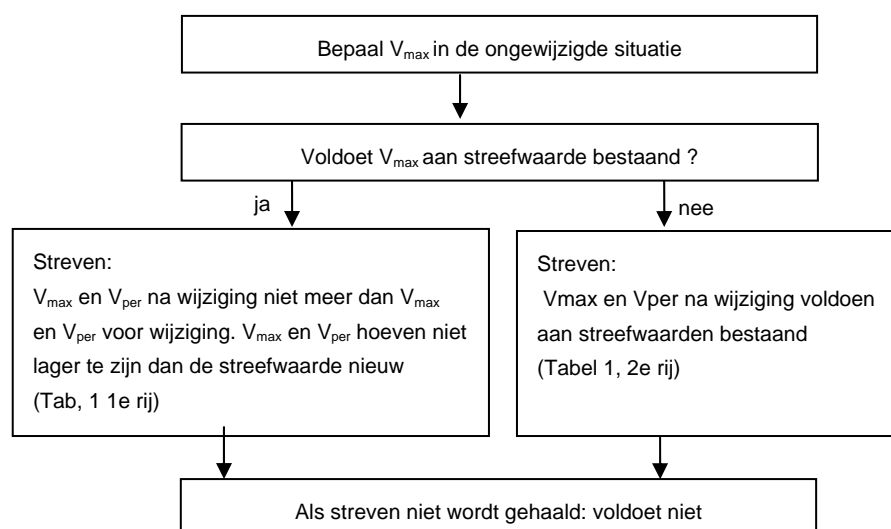 Bepaal Vmax in de ongewijzigde situatie
Voldoet Vmax aan streefwaarde bestaand ?
ja
nee
Streven:
Vmax en Vper na wijziging niet meer dan Vmax
en Vper voor wijziging. Vmax en Vper hoeven niet
lager te zijn dan de streefwaarde nieuw
(Tab, 1 1e rij)
Streven:
Vmax en Vper na wijziging voldoen
aan streefwaarden bestaand
(Tabel 1, 2e rij)
Als streven niet wordt gehaald: voldoet niet